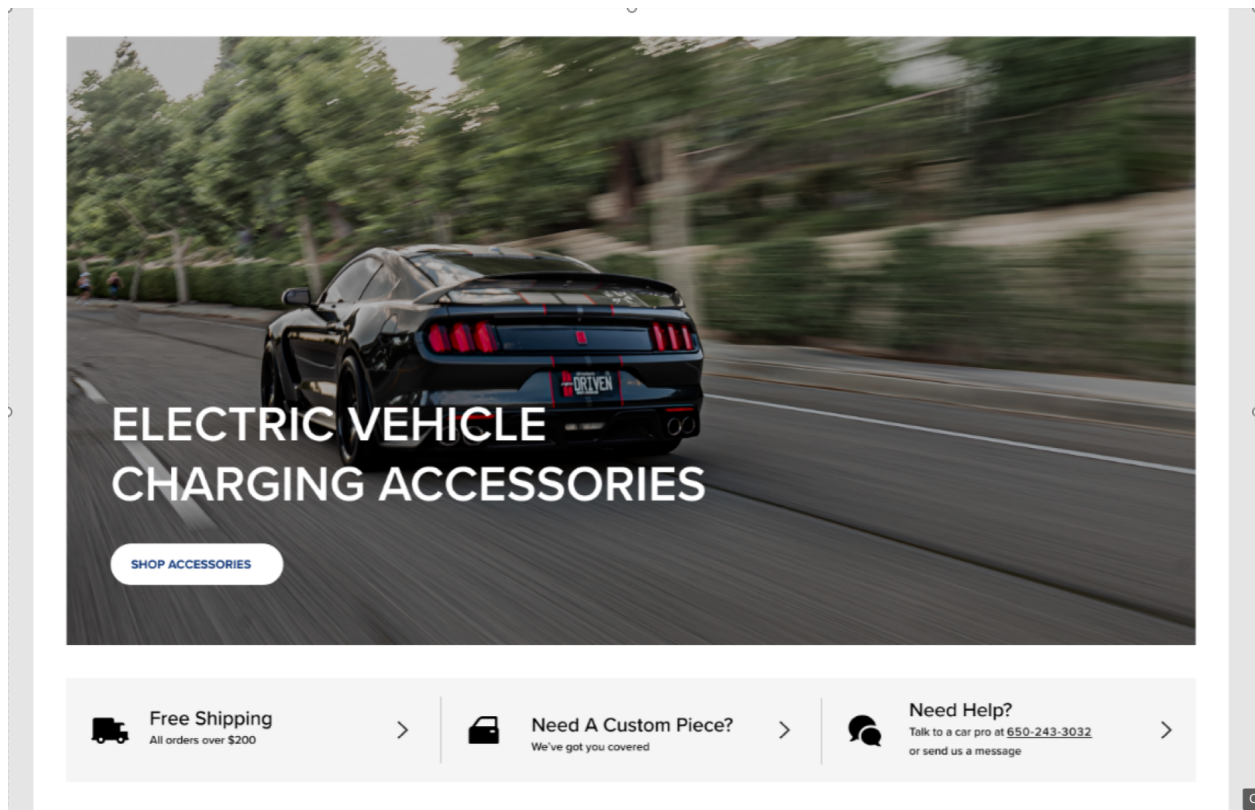 DRIVEN
ELECTRIC VEHICLE
CHARGING ACCESSORIES
SHOP ACCESSORIES
Free Shipping
All orders over $200
Need A Custom Piece?
We've got you covered
Need Help?
Talk to a car pro at 650-243-3032
or send us a message